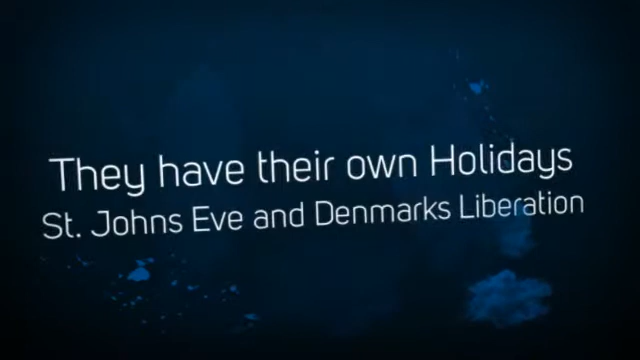 They have their own Holidays
St. Johns Eve and Denmarks Liberation